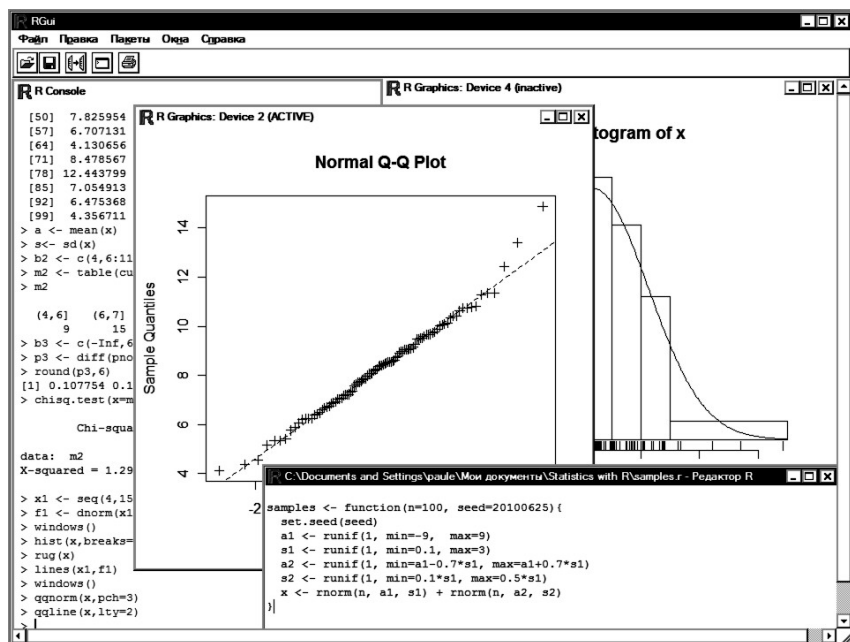 RGui
Файл Правка Пакеты Окна Справка
R Console
[50] 7.825954
[57] 6.707131
[64] 4.130656
[71] 8.478567
[78] 12.443799
[85] 7.054913
[92] 6.475368
[99] 4.356711
> a <- mean(x)
> s<- sd(x)
> b2 <- c(4,6:11
> m2 <- table(cu
> m2
(4,6] (6,7]
9 15
> b3 <- c(-Inf,6
> p3 <- diff(pno
> round(p3,6)
[1] 0.107754 0.1
> chisq.test(x=m
Chi-squa
data: m2
X-squared = 1.29
> x1 <- seq(4,15
> f1 <- dnorm(x1
> windows()
> hist(x,breaks=
> rug(x)
> lines(x1,f1)
> windows()
> qqnorm(x,pch=3)
> qqline(x,lty=2)
>
R Graphics: Device 2 (ACTIVE)
Normal Q-Q Plot
Sample Quantiles
14
12
10
8
6
4
-2
R Graphics: Device 4 (inactive)
togram of x
C:\Documents and Settings\paule\Мои документы\Statistics with R\samples.r - Редактор R
samples <- function(n=100, seed=20100625){
set.seed(seed)
a1 <- runif(1, min=-9, max=9)
s1 <- runif(1, min=0.1, max=3)
a2 <- runif(1, min=a1-0.7*s1, max=a1+0.7*s1)
s2 <- runif(1, min=0.1*s1, max=0.5*s1)
x <- rnorm(n, a1, s1) + rnorm(n, a2, s2)
}